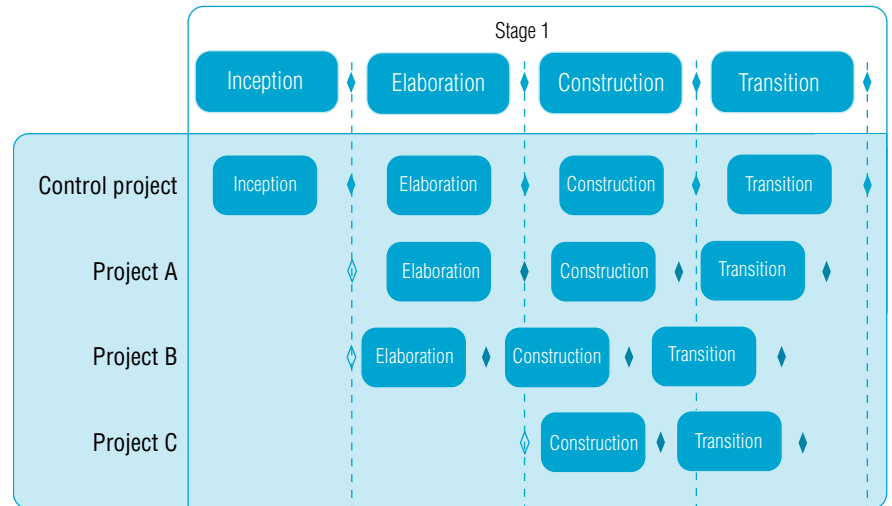 Stage 1
Inception Elaboration Construction Transition
Control project Inception Elaboration Construction Transition
Project A Elaboration Construction Transition
Project B Elaboration Construction Transition
Project C Construction Transition